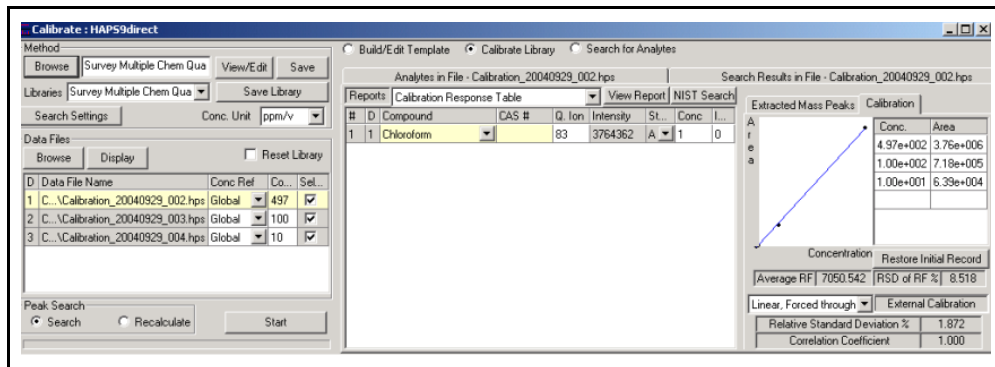 Calibrate : HAPS9direct
Method
Browse Survey Multiple Chem Qua View/Edit Save
Libraries Survey Multiple Chem Qua Save Library
Search Settings Conc. Unit ppm/v
Data Files
Browse Display Reset Library
D Data File Name Conc Ref Co... Sel...
1 C...\Calibration_20040929_002.hps Global 497
2 C...\Calibration_20040929_003.hps Global 100
3 C...\Calibration_20040929_004.hps Global 10
Peak Search
Search Recalculate Start
Build/Edit Template Calibrate Library Search for Analytes
Analytes in File - Calibration_20040929_002.hps Search Results in File - Calibration_20040929_002.hps
Reports Calibration Response Table View Report NIST Search
# D Compound CAS # Q. Ion Intensity St... Conc I...
1 1 Chloroform 83 3764362 A 1 0
Extracted Mass Peaks Calibration
Area
Conc. Area
4.97e+002 3.76e+006
1.00e+002 7.18e+005
1.00e+001 6.39e+004
Concentration Restore Initial Record
Average RF 7050.542 RSD of RF % 8.518
Linear, Forced through External Calibration
Relative Standard Deviation % 1.872
Correlation Coefficient 1.000